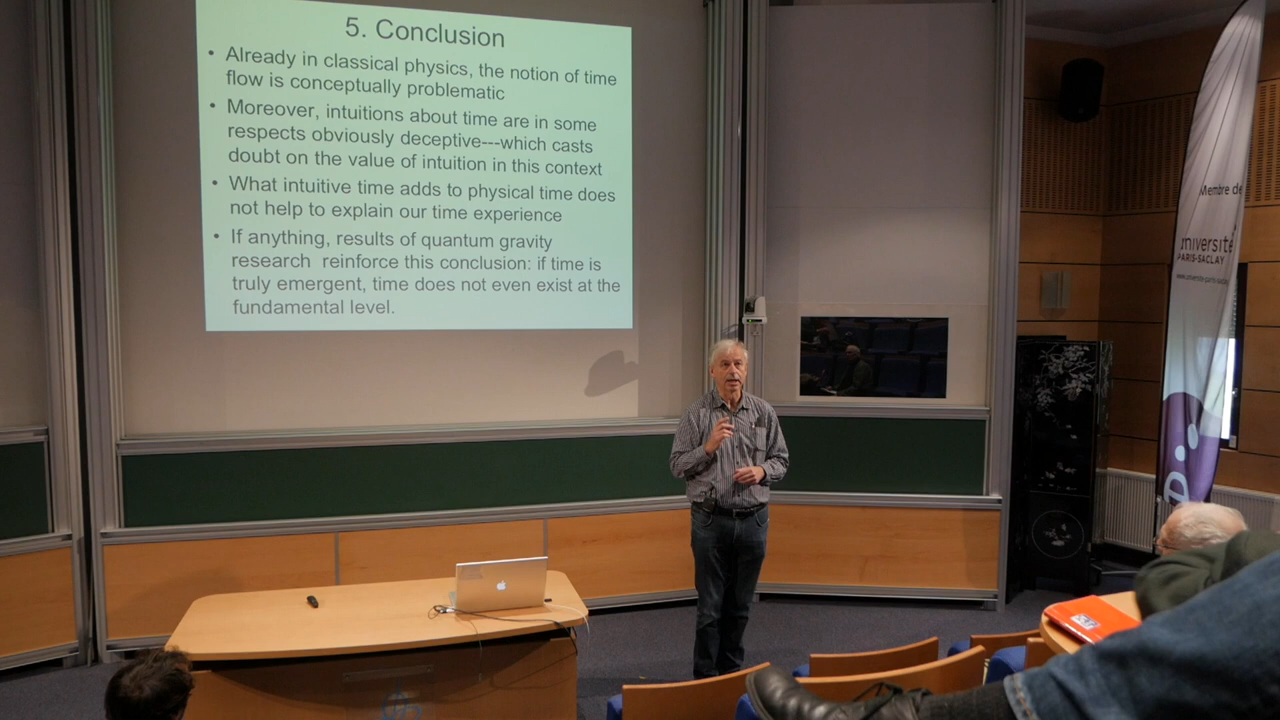 5. Conclusion
• Already in classical physics, the notion of time
flow is conceptually problematic
• Moreover, intuitions about time are in some
respects obviously deceptive---which casts
doubt on the value of intuition in this context
• What intuitive time adds to physical time does
not help to explain our time experience
• If anything, results of quantum gravity
research reinforce this conclusion: if time is
truly emergent, time does not even exist at the
fundamental level.
Membre de
université
PARIS-SACLAY